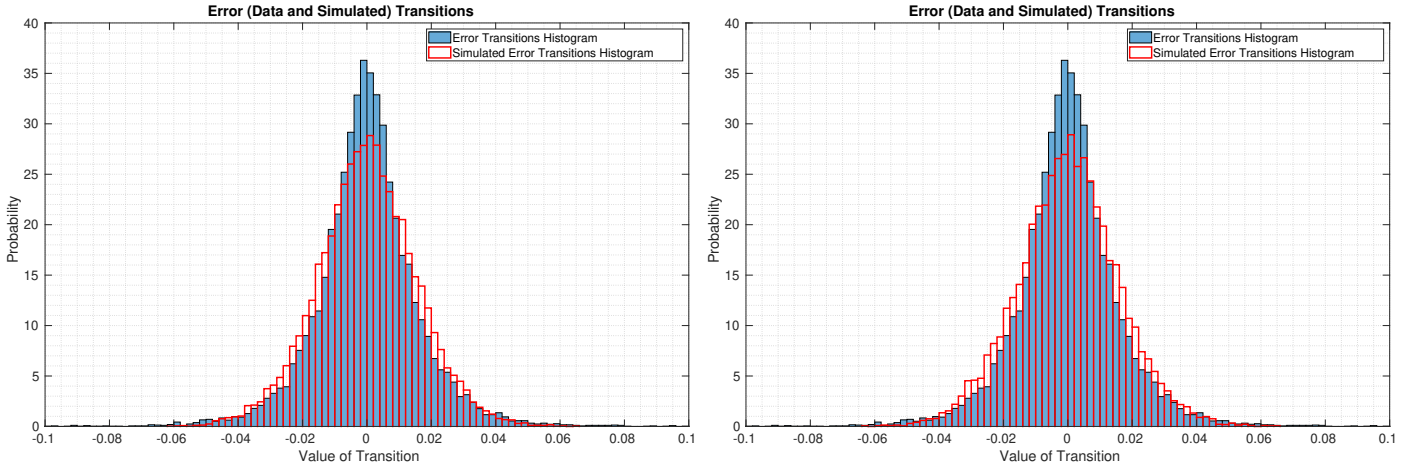 Error (Data and Simulated) Transitions
40
35
30
25
20
15
10
5
0
Probability
Error Transitions Histogram
Simulated Error Transitions Histogram
-0.1 -0.08 -0.06 -0.04 -0.02 0 0.02 0.04 0.06 0.08 0.1
Value of Transition
Error (Data and Simulated) Transitions
40
35
30
25
20
15
10
5
0
Probability
Error Transitions Histogram
Simulated Error Transitions Histogram
-0.1 -0.08 -0.06 -0.04 -0.02 0 0.02 0.04 0.06 0.08 0.1
Value of Transition